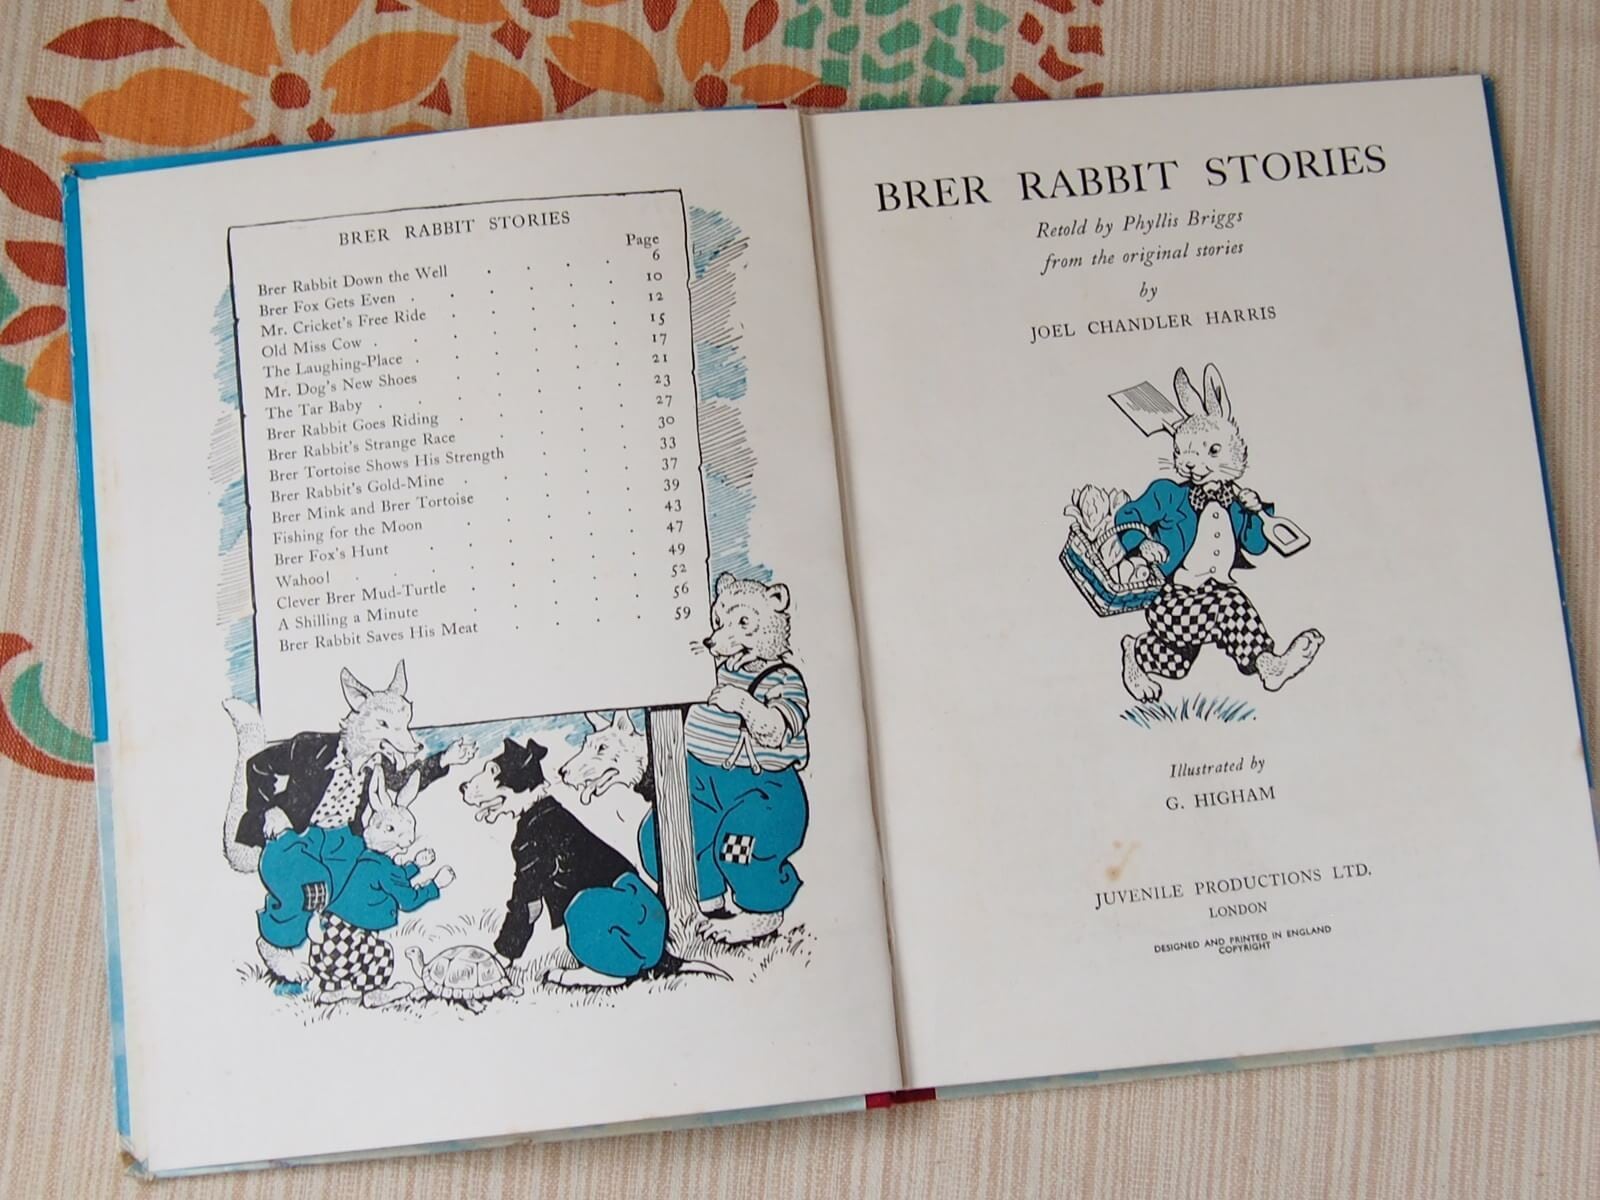 BRER RABBIT STORIES
Page
Brer Rabbit Down the Well . . . . 6
Brer Fox Gets Even . . . . . . 10
Mr. Cricket's Free Ride . . . . . 12
Old Miss Cow . . . . . . 15
The Laughing-Place . . . . . . 17
Mr. Dog's New Shoes . . . . . 21
The Tar Baby . . . . . . . 23
Brer Rabbit Goes Riding . . . . . 27
Brer Rabbit's Strange Race . . . . 30
Brer Tortoise Shows His Strength . . . 33
Brer Rabbit's Gold-Mine . . . . . 37
Brer Mink and Brer Tortoise . . . . 39
Fishing for the Moon . . . . . 43
Brer Fox's Hunt . . . . . . 47
Wahoo! . . . . . . . 49
Clever Brer Mud-Turtle . . . . . 52
A Shilling a Minute . . . . . 56
Brer Rabbit Saves His Meat . . . . 59
BRER RABBIT STORIES
Retold by Phyllis Briggs
from the original stories
by
JOEL CHANDLER HARRIS
Illustrated by
G. HIGHAM
JUVENILE PRODUCTIONS LTD.
LONDON
DESIGNED AND PRINTED IN ENGLAND
COPYRIGHT